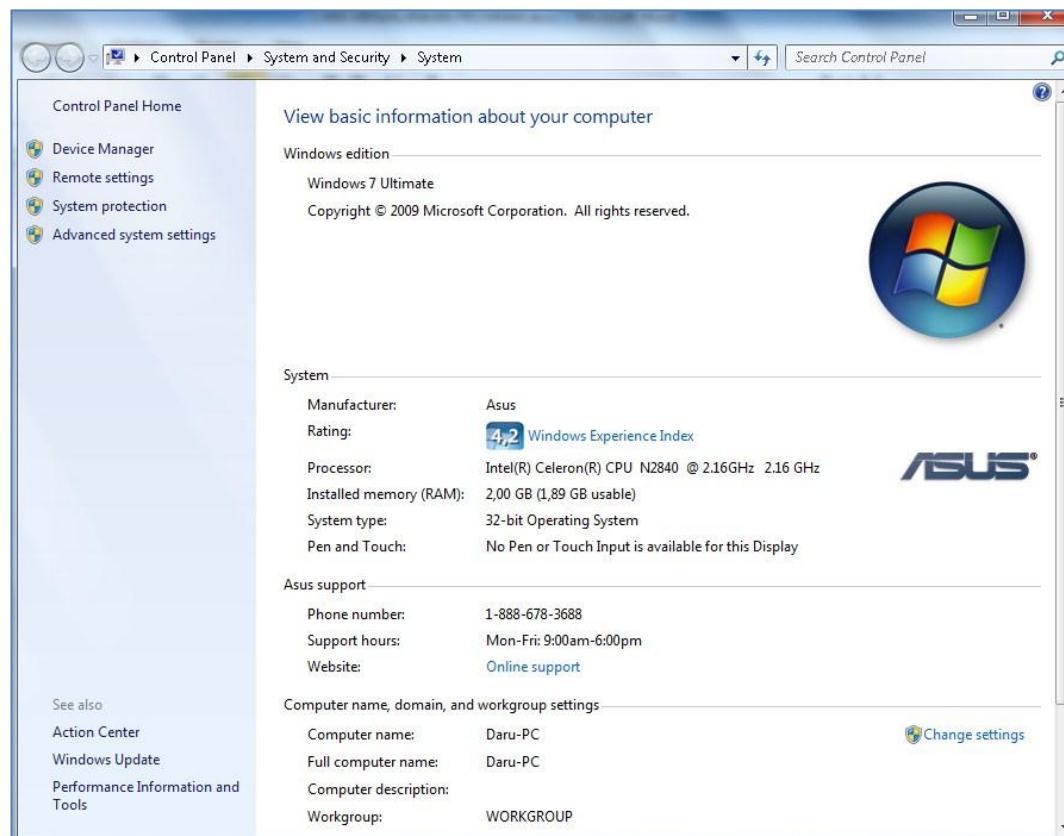 Control Panel ▸ System and Security ▸ System
Search Control Panel
Control Panel Home
Device Manager
Remote settings
System protection
Advanced system settings
See also
Action Center
Windows Update
Performance Information and
Tools
View basic information about your computer
Windows edition
Windows 7 Ultimate
Copyright © 2009 Microsoft Corporation. All rights reserved.
System
Manufacturer: Asus
Rating: 4,2 Windows Experience Index
Processor: Intel(R) Celeron(R) CPU N2840 @ 2.16GHz 2.16 GHz
Installed memory (RAM): 2,00 GB (1,89 GB usable)
System type: 32-bit Operating System
Pen and Touch: No Pen or Touch Input is available for this Display
ASUS®
Asus support
Phone number: 1-888-678-3688
Support hours: Mon-Fri: 9:00am-6:00pm
Website: Online support
Computer name, domain, and workgroup settings
Computer name: Daru-PC
Change settings
Full computer name: Daru-PC
Computer description:
Workgroup: WORKGROUP